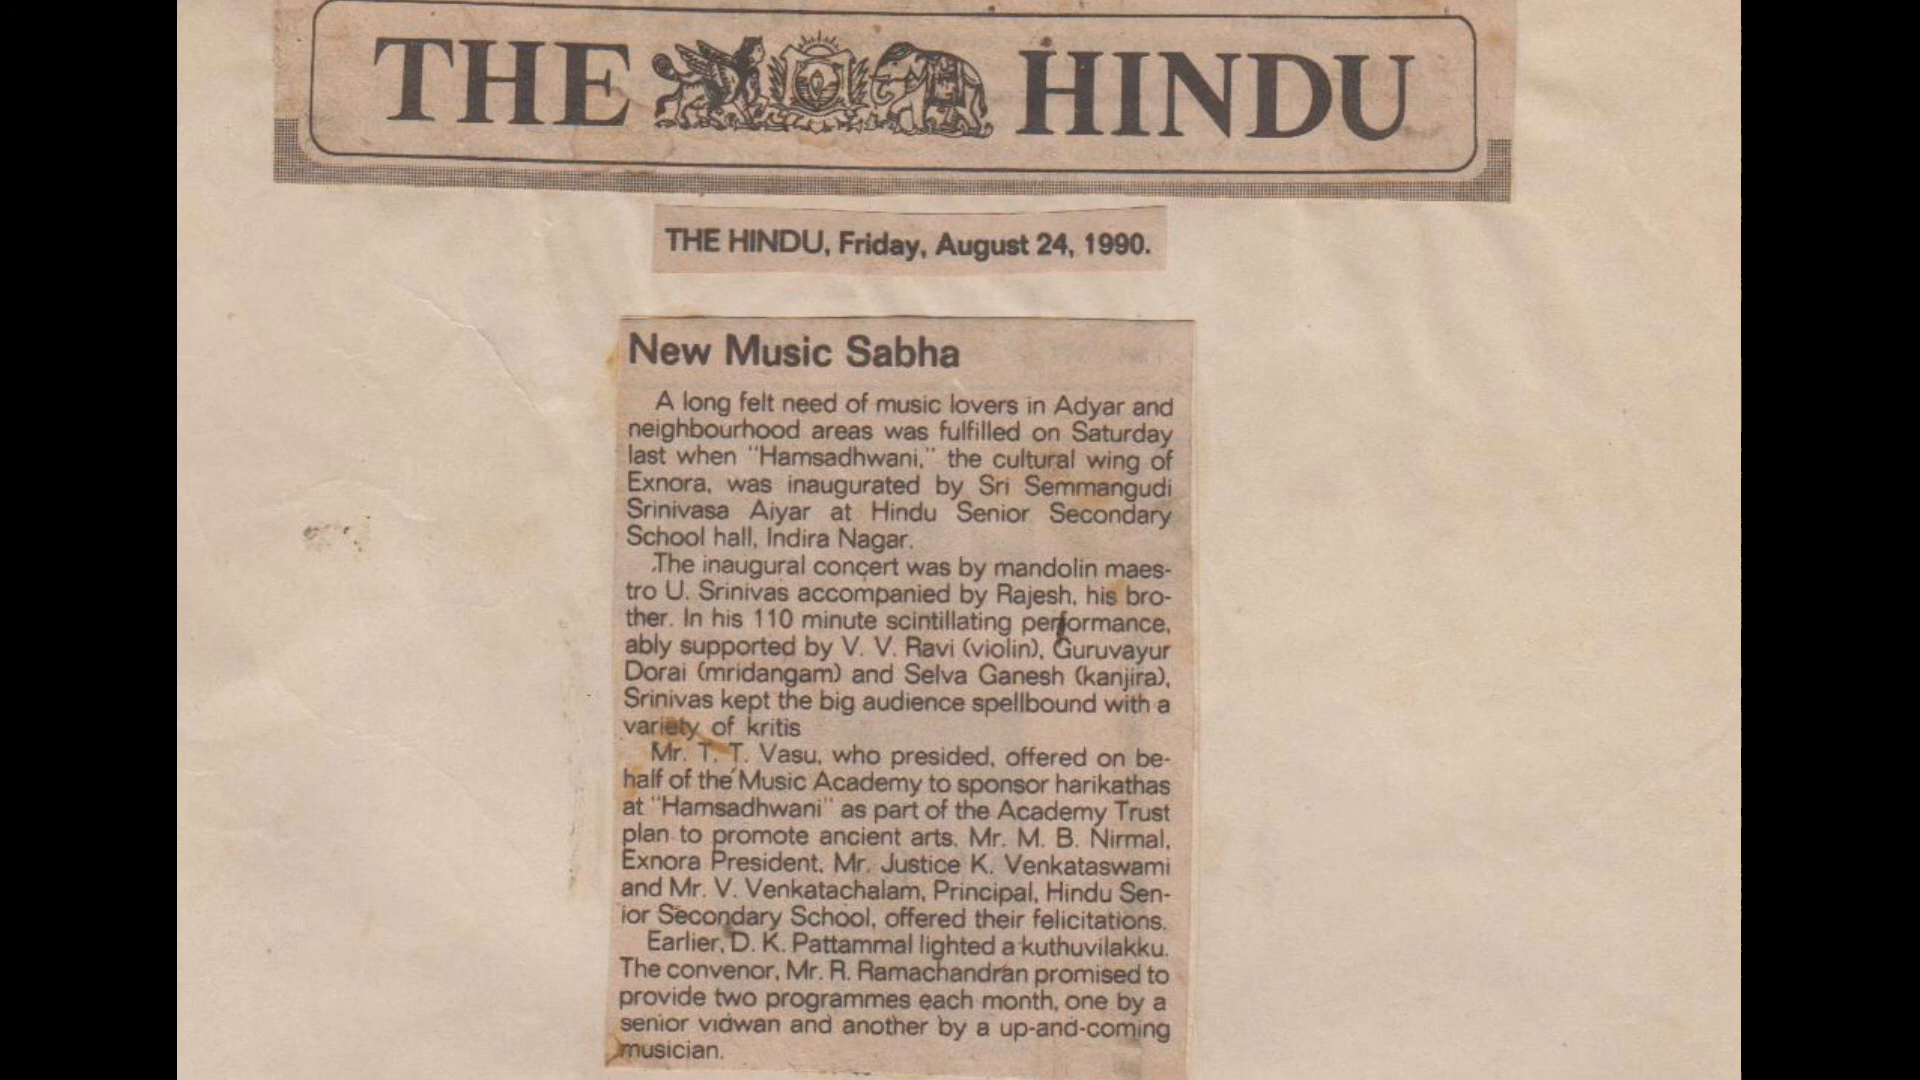 THE HINDU
THE HINDU, Friday, August 24, 1990.
New Music Sabha
A long felt need of music lovers in Adyar and
neighbourhood areas was fulfilled on Saturday
last when "Hamsadhwani," the cultural wing of
Exnora, was inaugurated by Sri Semmangudi
Srinivasa Aiyar at Hindu Senior Secondary
School hall, Indira Nagar.
The inaugural concert was by mandolin maes-
tro U. Srinivas accompanied by Rajesh, his bro-
ther. In his 110 minute scintillating performance,
ably supported by V. V. Ravi (violin), Guruvayur
Dorai (mridangam) and Selva Ganesh (kanjira),
Srinivas kept the big audience spellbound with a
variety of kritis
Mr. T. T. Vasu, who presided, offered on be-
half of the Music Academy to sponsor harikathas
at "Hamsadhwani" as part of the Academy Trust
plan to promote ancient arts. Mr. M. B. Nirmal,
Exnora President, Mr. Justice K. Venkataswami
and Mr. V. Venkatachalam, Principal, Hindu Sen-
ior Secondary School, offered their felicitations.
Earlier, D. K. Pattammal lighted a kuthuvilakku.
The convenor, Mr. R. Ramachandran promised to
provide two programmes each month, one by a
senior vidwan and another by a up-and-coming
musician.